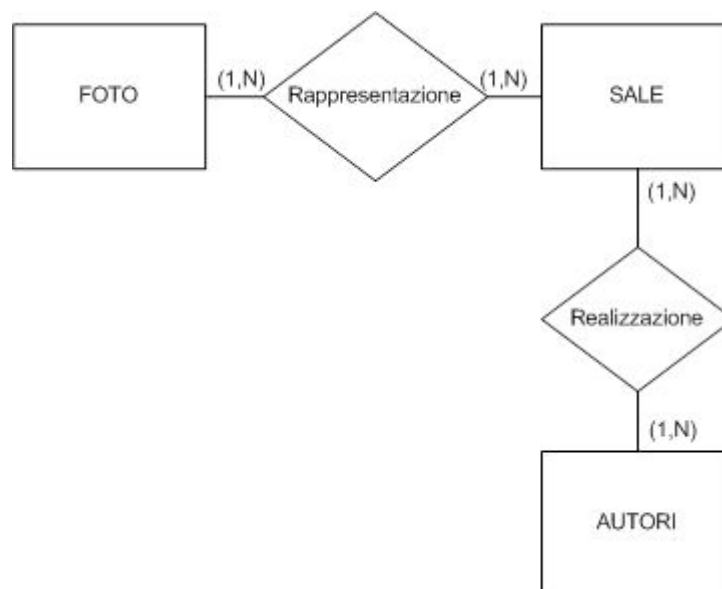 FOTO
(1,N)
Rappresentazione
(1,N)
SALE
(1,N)
Realizzazione
(1,N)
AUTORI